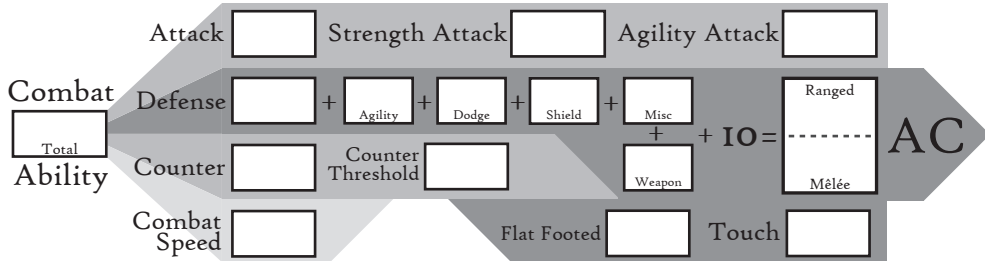 Attack Strength Attack Agility Attack
Combat
Total
Ability
Defense + Agility + Dodge + Shield + Misc
+
Weapon
+ 10 =
Ranged
Mêlée
AC
Counter Counter
Threshold
Combat
Speed
Flat Footed Touch